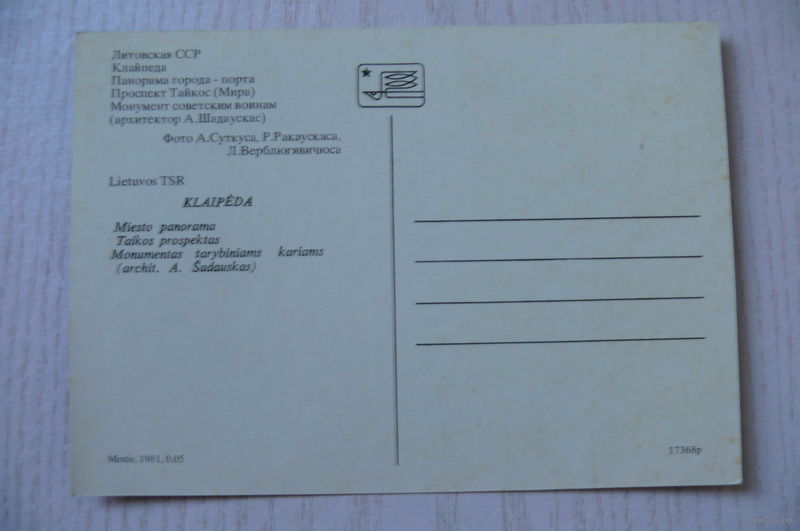 Литовская ССР
Клайпеда
Панорама города - порта
Проспект Тайкос (Мира)
Монумент советским воинам
(архитектор А.Шадаускас)
Фото А.Суткуса, Р.Ракаускаса,
Л.Верблюгявичюса
Lietuvos TSR
KLAIPĖDA
Miesto panorama
Taikos prospektas
Monumentas tarybiniams kariams
(archit. A. Šadauskas)
Mintis, 1981, 0.05
17368р